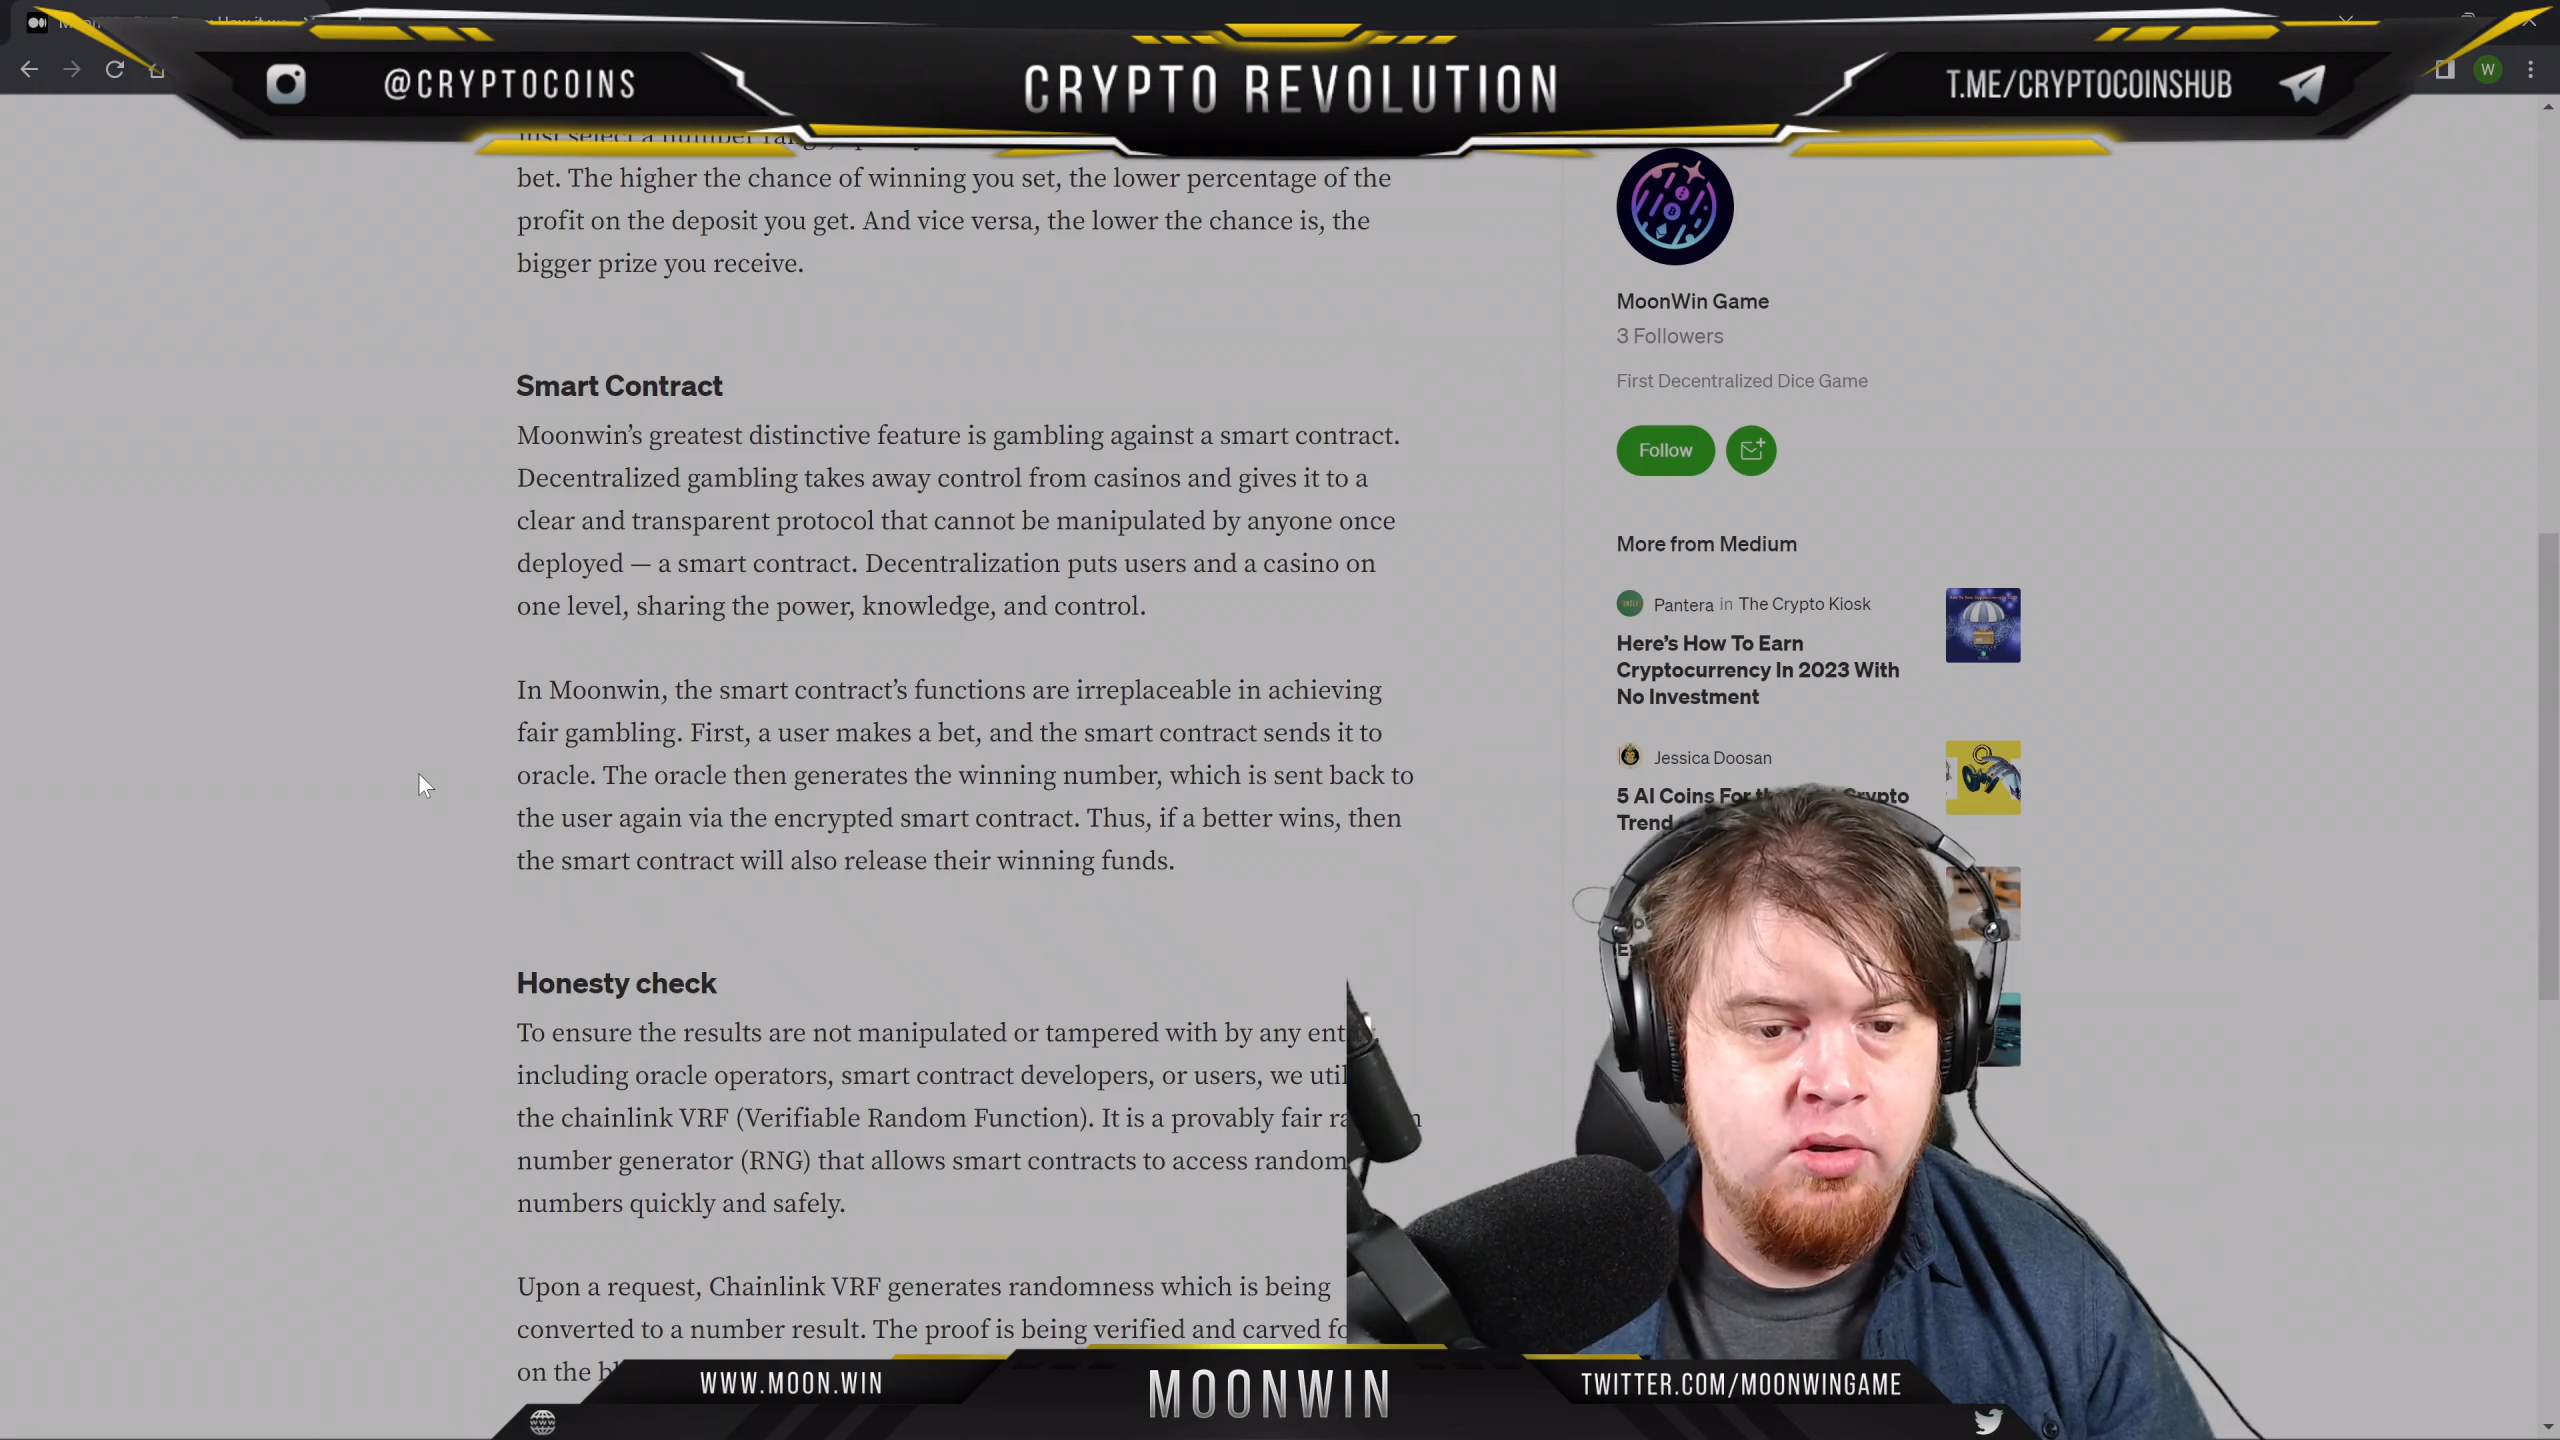 @CRYPTOCOINS
CRYPTO REVOLUTION
T.ME/CRYPTOCOINSHUB
W
Just select a number
bet. The higher the chance of winning you set, the lower percentage of the
profit on the deposit you get. And vice versa, the lower the chance is, the
bigger prize you receive.
Smart Contract
Moonwin’s greatest distinctive feature is gambling against a smart contract.
Decentralized gambling takes away control from casinos and gives it to a
clear and transparent protocol that cannot be manipulated by anyone once
deployed — a smart contract. Decentralization puts users and a casino on
one level, sharing the power, knowledge, and control.
In Moonwin, the smart contract’s functions are irreplaceable in achieving
fair gambling. First, a user makes a bet, and the smart contract sends it to
oracle. The oracle then generates the winning number, which is sent back to
the user again via the encrypted smart contract. Thus, if a better wins, then
the smart contract will also release their winning funds.
Honesty check
To ensure the results are not manipulated or tampered with by any
including oracle operators, smart contract developers, or users, we
the chainlink VRF (Verifiable Random Function). It is a provably fair
number generator (RNG) that allows smart contracts to access random
numbers quickly and safely.
Upon a request, Chainlink VRF generates randomness which is being
converted to a number result. The proof is being verified and carved
on the
MoonWin Game
3 Followers
First Decentralized Dice Game
Follow
More from Medium
Pantera in The Crypto Kiosk
Here’s How To Earn
Cryptocurrency In 2023 With
No Investment
Jessica Doosan
5 AI Coins For Crypto
Trend
WWW.MOON.WIN
MOONWIN
TWITTER.COM/MOONWINGAME